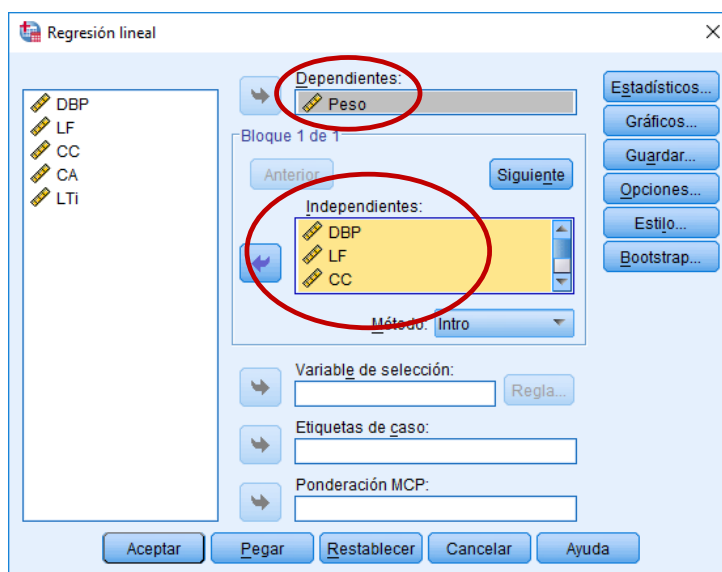 Regresión lineal
DBP
LF
CC
CA
LTi
Dependientes:
Peso
Bloque 1 de 1
Anterior
Siguiente
Independientes:
DBP
LF
CC
Método: Intro
Variable de selección:
Regla...
Etiquetas de caso:
Ponderación MCP:
Estadísticos...
Gráficos...
Guardar...
Opciones...
Estilo...
Bootstrap...
Aceptar Pegar Restablecer Cancelar Ayuda